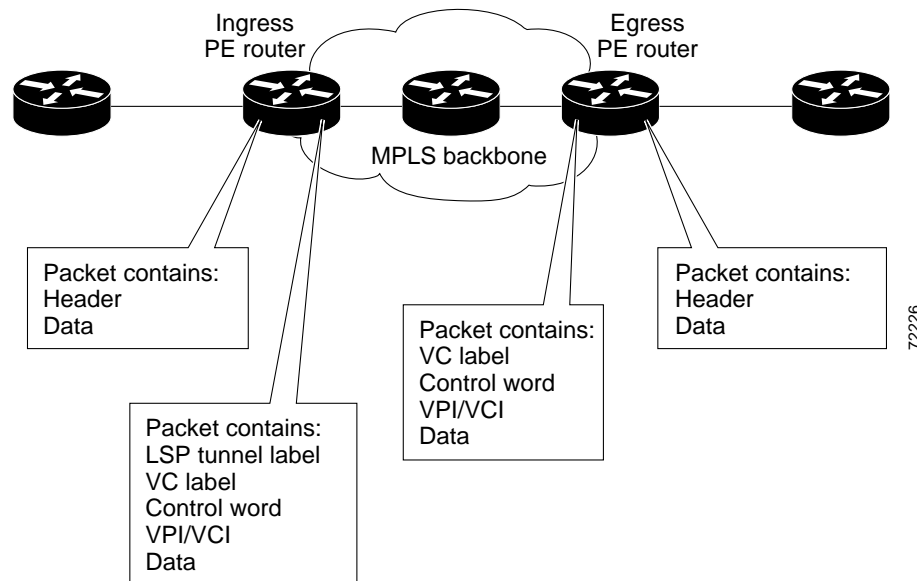 Ingress
PE router
Egress
PE router
MPLS backbone
Packet contains:
Header
Data
Packet contains:
LSP tunnel label
VC label
Control word
VPI/VCI
Data
Packet contains:
VC label
Control word
VPI/VCI
Data
Packet contains:
Header
Data
72226